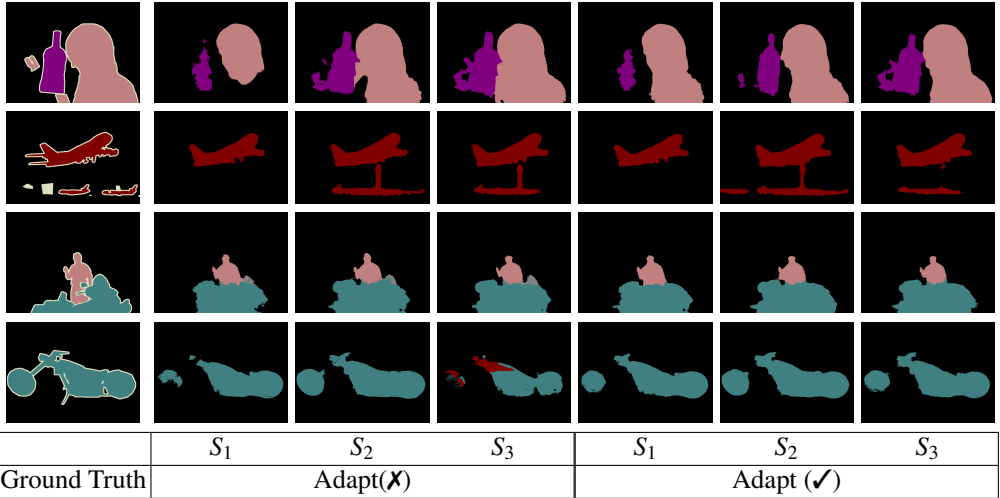 S₁ S₂ S₃ S₁ S₂ S₃
Ground Truth Adapt(✗) Adapt (✓)